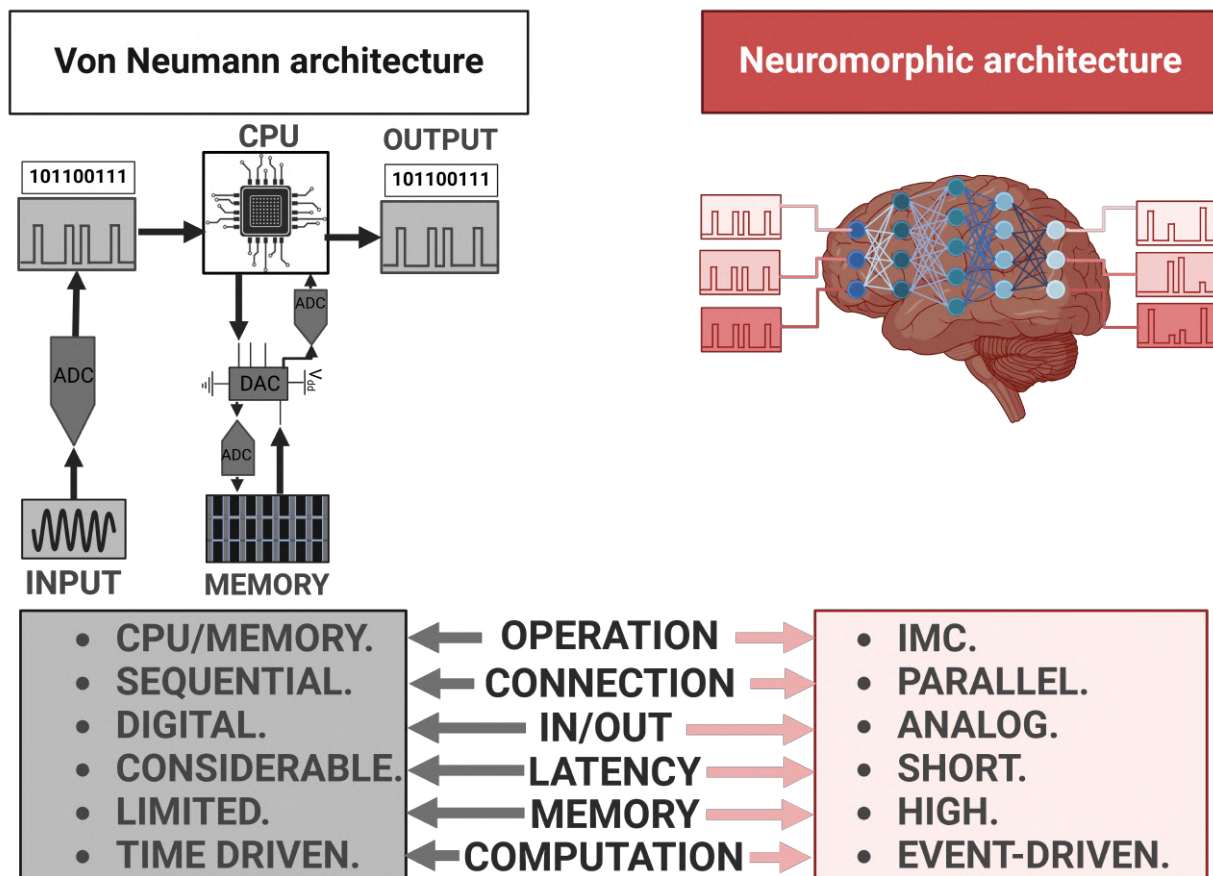 Von Neumann architecture
Neuromorphic architecture
CPU
OUTPUT
101100111
101100111
ADC
ADC
DAC
Vdd
ADC
INPUT
MEMORY
• CPU/MEMORY.
OPERATION
• IMC.
• SEQUENTIAL.
CONNECTION
• PARALLEL.
• DIGITAL.
IN/OUT
• ANALOG.
• CONSIDERABLE.
LATENCY
• SHORT.
• LIMITED.
MEMORY
• HIGH.
• TIME DRIVEN.
COMPUTATION
• EVENT-DRIVEN.